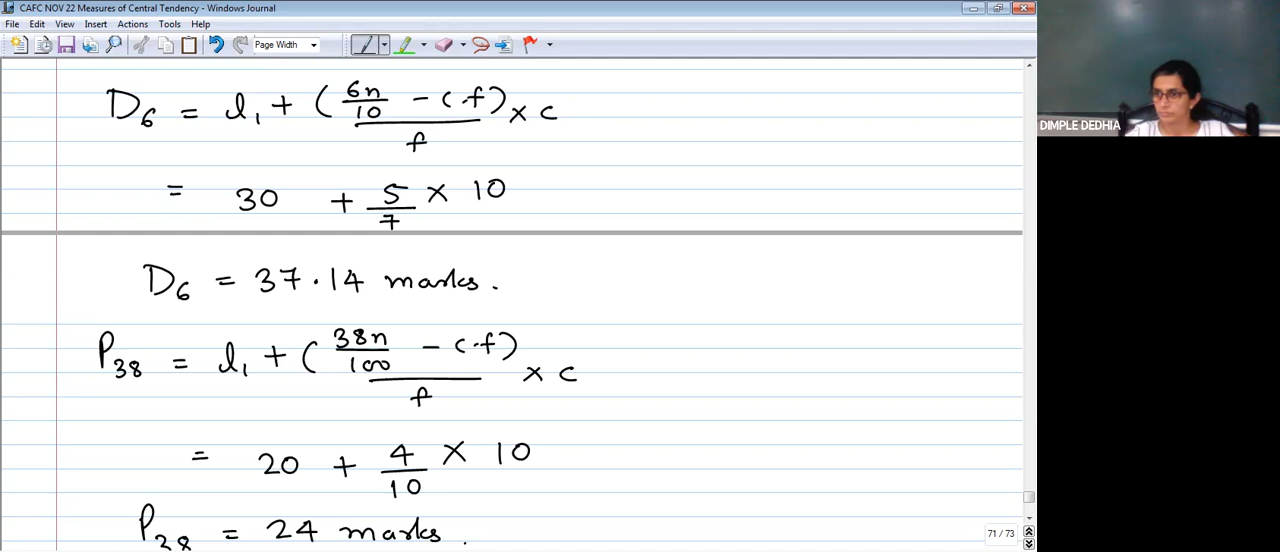 CAFC NOV 22 Measures of Central Tendency - Windows Journal
File Edit View Insert Actions Tools Help
Page Width
DIMPLE DEDHIA
D₆ = l₁ + (6n/10 - c.f)/f × c
= 30 + 5/7 × 10
D₆ = 37.14 marks.
P₃₈ = l₁ + (38n/100 - c.f)/f × c
= 20 + 4/10 × 10
P₃₈ = 24 marks.
71 / 73